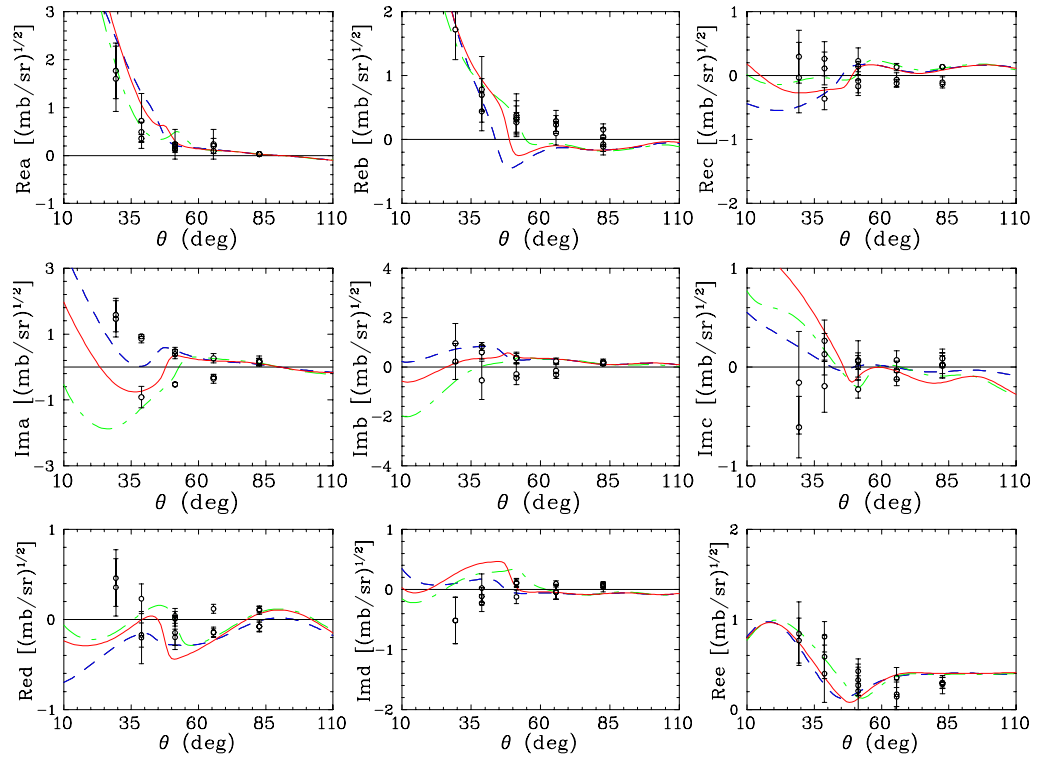 Rea [(mb/sr)^{1/2}]
3
2
1
0
−1
10 35 60 85 110
θ (deg)
Reb [(mb/sr)^{1/2}]
2
1
0
−1
10 35 60 85 110
θ (deg)
Rec [(mb/sr)^{1/2}]
1
0
−1
−2
10 35 60 85 110
θ (deg)
Ima [(mb/sr)^{1/2}]
3
1
−1
−3
10 35 60 85 110
θ (deg)
Imb [(mb/sr)^{1/2}]
4
2
0
−2
−4
10 35 60 85 110
θ (deg)
Imc [(mb/sr)^{1/2}]
1
0
−1
10 35 60 85 110
θ (deg)
Red [(mb/sr)^{1/2}]
1
0
−1
10 35 60 85 110
θ (deg)
Imd [(mb/sr)^{1/2}]
1
0
−1
−2
10 35 60 85 110
θ (deg)
Ree [(mb/sr)^{1/2}]
2
1
0
10 35 60 85 110
θ (deg)